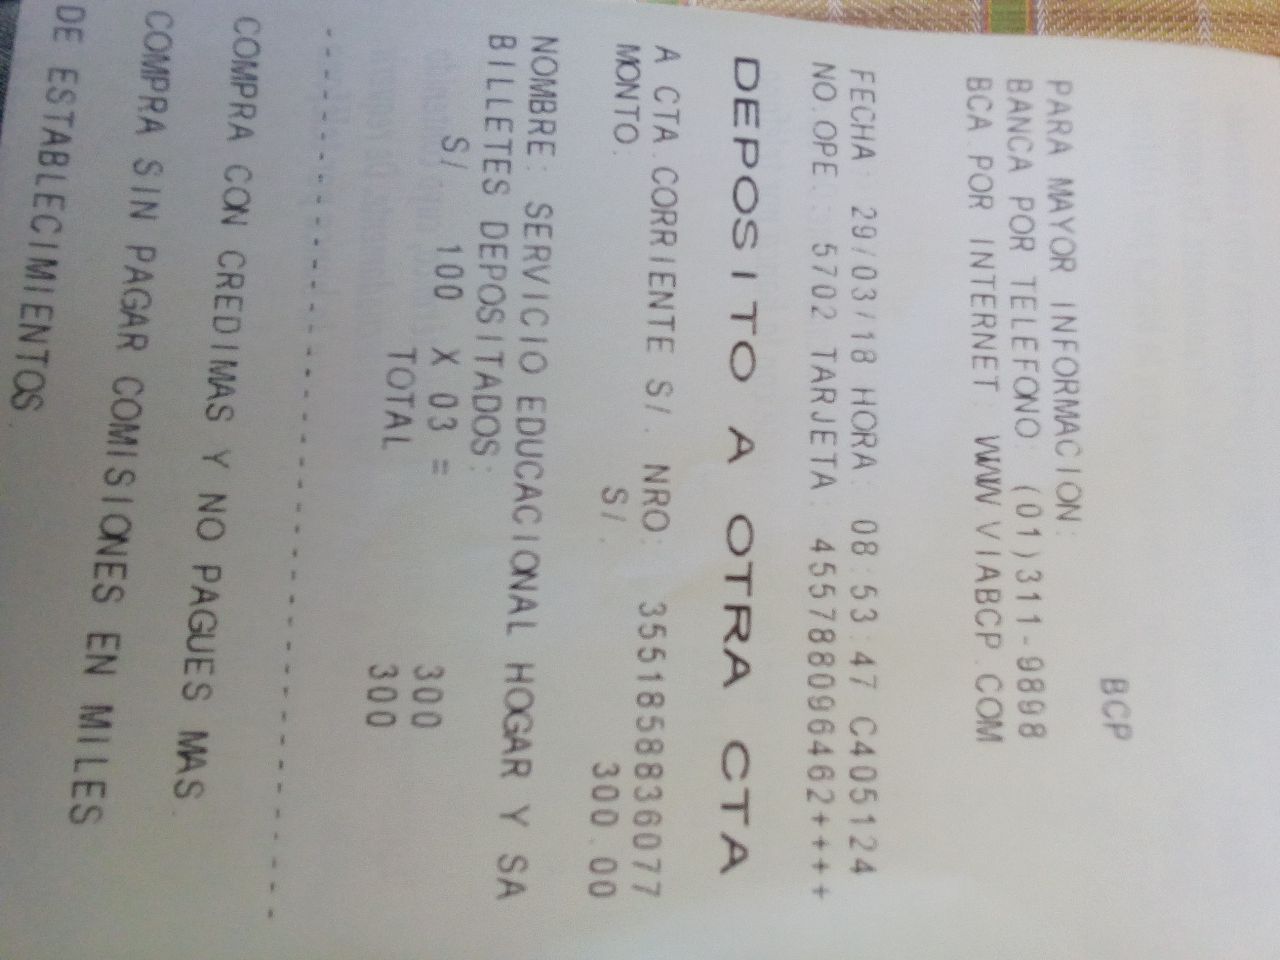 BCP
PARA MAYOR INFORMACION:
BANCA POR TELEFONO: (01)311-9898
BCA.POR INTERNET: WWW.VIABCP.COM
FECHA: 29/03/18 HORA: 08:53:47 C405124
NO.OPE.: 5702 TARJETA: 455788096462++++
DEPOSITO A OTRA CTA
A CTA.CORRIENTE S/. NRO: 3551858836077
MONTO: S/. 300.00
NOMBRE: SERVICIO EDUCACIONAL HOGAR Y SA
BILLETES DEPOSITADOS:
S/ 100 X 03 = 300
TOTAL 300
---------------------------------------
COMPRA CON CREDIMAS Y NO PAGUES MAS.
COMPRA SIN PAGAR COMISIONES EN MILES
DE ESTABLECIMIENTOS.